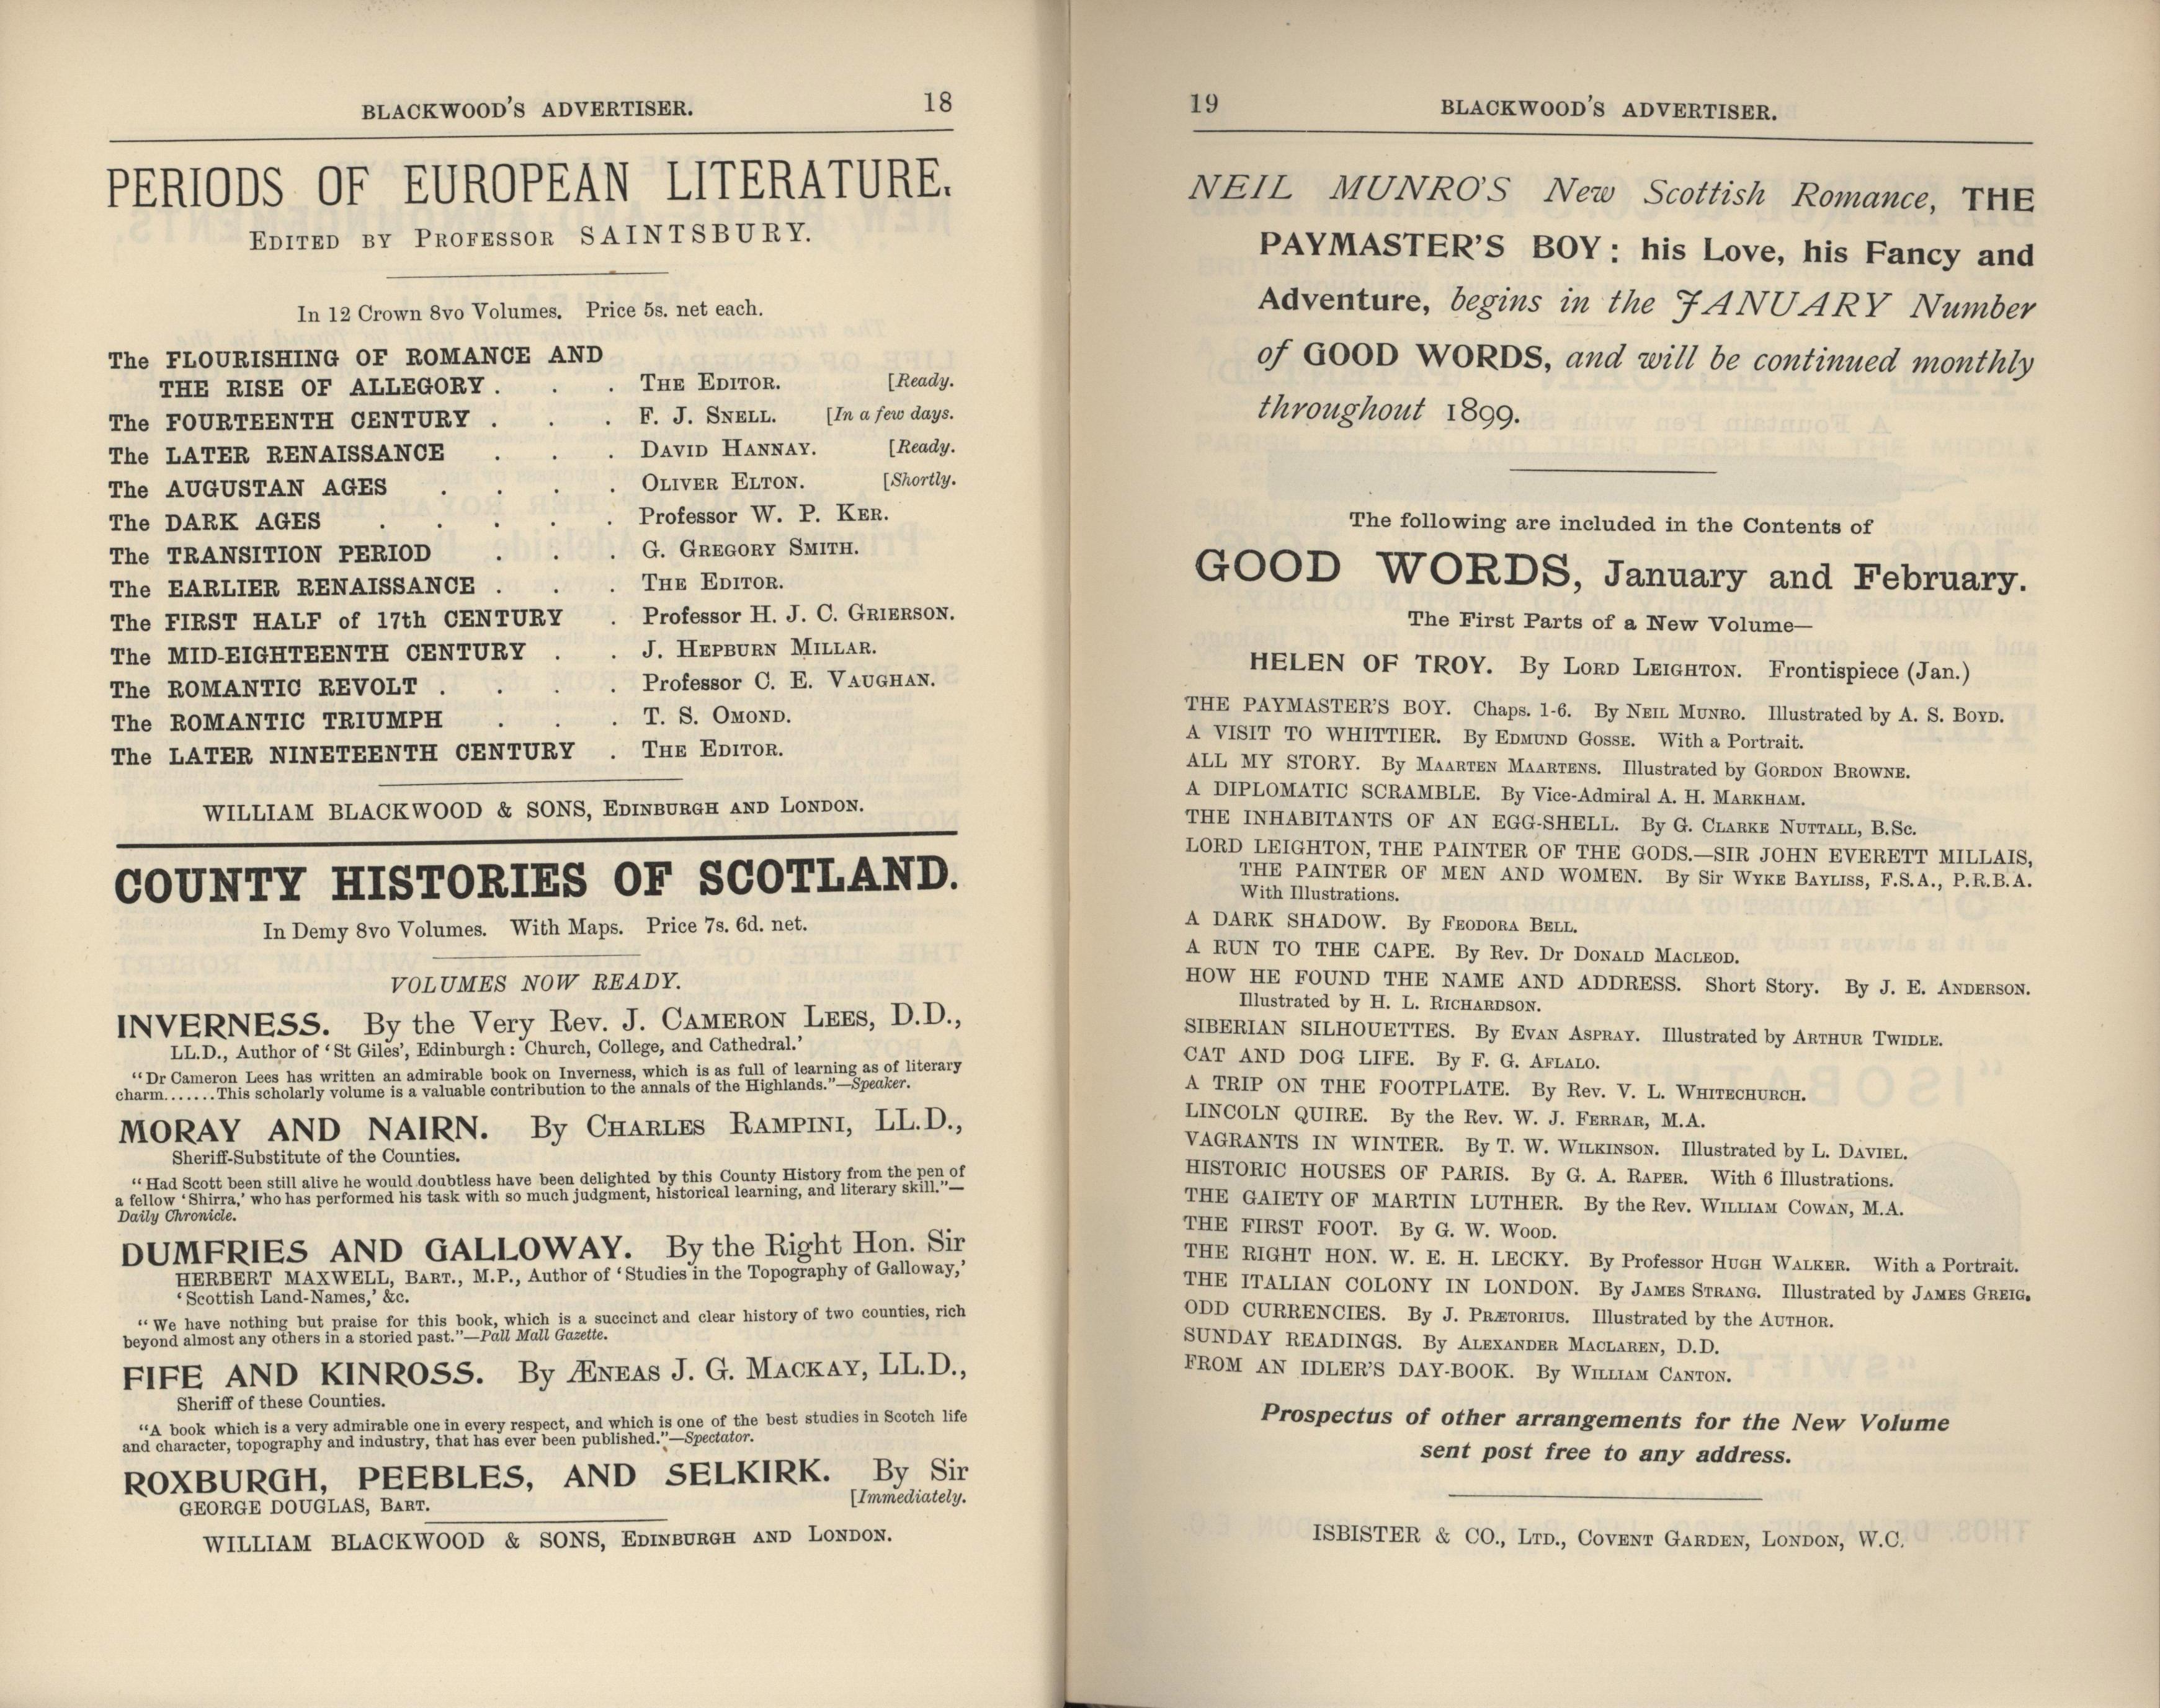 BLACKWOOD'S ADVERTISER. 18
PERIODS OF EUROPEAN LITERATURE.
EDITED BY PROFESSOR SAINTSBURY.
In 12 Crown 8vo Volumes. Price 5s. net each.
The FLOURISHING OF ROMANCE AND
THE RISE OF ALLEGORY . . . THE EDITOR. [Ready.
The FOURTEENTH CENTURY . . . F. J. SNELL. [In a few days.
The LATER RENAISSANCE . . . DAVID HANNAY. [Ready.
The AUGUSTAN AGES . . . . OLIVER ELTON. [Shortly.
The DARK AGES . . . . . Professor W. P. KER.
The TRANSITION PERIOD . . . G. GREGORY SMITH.
The EARLIER RENAISSANCE . . . THE EDITOR.
The FIRST HALF of 17th CENTURY . Professor H. J. C. GRIERSON.
The MID-EIGHTEENTH CENTURY . . J. HEPBURN MILLAR.
The ROMANTIC REVOLT . . . . Professor C. E. VAUGHAN.
The ROMANTIC TRIUMPH . . . T. S. OMOND.
The LATER NINETEENTH CENTURY . THE EDITOR.
WILLIAM BLACKWOOD & SONS, EDINBURGH AND LONDON.
COUNTY HISTORIES OF SCOTLAND.
In Demy 8vo Volumes. With Maps. Price 7s. 6d. net.
VOLUMES NOW READY.
INVERNESS. By the Very Rev. J. CAMERON LEES, D.D.,
LL.D., Author of 'St Giles', Edinburgh: Church, College, and Cathedral.'
"Dr Cameron Lees has written an admirable book on Inverness, which is as full of learning as of literary
charm.......This scholarly volume is a valuable contribution to the annals of the Highlands."—Speaker.
MORAY AND NAIRN. By CHARLES RAMPINI, LL.D.,
Sheriff-Substitute of the Counties.
"Had Scott been still alive he would doubtless have been delighted by this County History from the pen of
a fellow 'Shirra,' who has performed his task with so much judgment, historical learning, and literary skill."—
Daily Chronicle.
DUMFRIES AND GALLOWAY. By the Right Hon. Sir
HERBERT MAXWELL, BART., M.P., Author of 'Studies in the Topography of Galloway,'
'Scottish Land-Names,' &c.
"We have nothing but praise for this book, which is a succinct and clear history of two counties, rich
beyond almost any others in a storied past."—Pall Mall Gazette.
FIFE AND KINROSS. By ÆNEAS J. G. MACKAY, LL.D.,
Sheriff of these Counties.
"A book which is a very admirable one in every respect, and which is one of the best studies in Scotch life
and character, topography and industry, that has ever been published."—Spectator.
ROXBURGH, PEEBLES, AND SELKIRK. By Sir
GEORGE DOUGLAS, BART. [Immediately.
WILLIAM BLACKWOOD & SONS, EDINBURGH AND LONDON.
19 BLACKWOOD'S ADVERTISER.
NEIL MUNRO'S New Scottish Romance, THE
PAYMASTER'S BOY: his Love, his Fancy and
Adventure, begins in the JANUARY Number
of GOOD WORDS, and will be continued monthly
throughout 1899.
The following are included in the Contents of
GOOD WORDS, January and February.
The First Parts of a New Volume—
HELEN OF TROY. By LORD LEIGHTON. Frontispiece (Jan.)
THE PAYMASTER'S BOY. Chaps. 1-6. By NEIL MUNRO. Illustrated by A. S. BOYD.
A VISIT TO WHITTIER. By EDMUND GOSSE. With a Portrait.
ALL MY STORY. By MAARTEN MAARTENS. Illustrated by GORDON BROWNE.
A DIPLOMATIC SCRAMBLE. By Vice-Admiral A. H. MARKHAM.
THE INHABITANTS OF AN EGG-SHELL. By G. CLARKE NUTTALL, B.Sc.
LORD LEIGHTON, THE PAINTER OF THE GODS.—SIR JOHN EVERETT MILLAIS,
THE PAINTER OF MEN AND WOMEN. By Sir WYKE BAYLISS, F.S.A., P.R.B.A.
With Illustrations.
A DARK SHADOW. By FEODORA BELL.
A RUN TO THE CAPE. By Rev. Dr DONALD MACLEOD.
HOW HE FOUND THE NAME AND ADDRESS. Short Story. By J. E. ANDERSON.
Illustrated by H. L. RICHARDSON.
SIBERIAN SILHOUETTES. By EVAN ASPRAY. Illustrated by ARTHUR TWIDLE.
CAT AND DOG LIFE. By F. G. AFLALO.
A TRIP ON THE FOOTPLATE. By Rev. V. L. WHITECHURCH.
LINCOLN QUIRE. By the Rev. W. J. FERRAR, M.A.
VAGRANTS IN WINTER. By T. W. WILKINSON. Illustrated by L. DAVIEL.
HISTORIC HOUSES OF PARIS. By G. A. RAPER. With 6 Illustrations.
THE GAIETY OF MARTIN LUTHER. By the Rev. WILLIAM COWAN, M.A.
THE FIRST FOOT. By G. W. WOOD.
THE RIGHT HON. W. E. H. LECKY. By Professor HUGH WALKER. With a Portrait.
THE ITALIAN COLONY IN LONDON. By JAMES STRANG. Illustrated by JAMES GREIG.
ODD CURRENCIES. By J. PRÆTORIUS. Illustrated by the AUTHOR.
SUNDAY READINGS. By ALEXANDER MACLAREN, D.D.
FROM AN IDLER'S DAY-BOOK. By WILLIAM CANTON.
Prospectus of other arrangements for the New Volume
sent post free to any address.
ISBISTER & CO., LTD., COVENT GARDEN, LONDON, W.C.